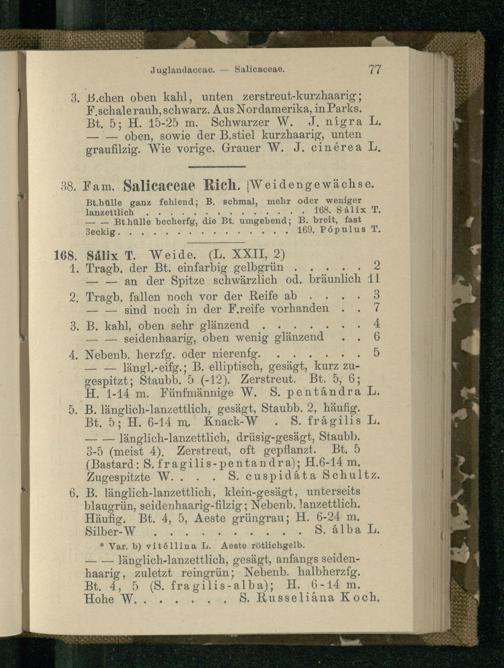 Juglandaceae. — Salicaceae. 77
3. B.chen oben kahl, unten zerstreut-kurzhaarig;
F.schale rauh, schwarz. Aus Nordamerika, in Parks.
Bt. 5; H. 15-25 m. Schwarzer W. J. nigra L.
— — oben, sowie der B.stiel kurzhaarig, unten
graufilzig. Wie vorige. Grauer W. J. cinérea L.
38. Fam. Salicaceae Rich. [Weidengewächse.
Bt.hülle ganz fehlend; B. schmal, mehr oder weniger
lanzettlich . . . . . . . . . . . . . . 168. Sálix T.
— — Bt.hülle becherfg, die Bt. umgebend; B. breit, fast
3eckig . . . . . . . . . . . . . . 169. Pópulus T.
168. Sálix T. Weide. (L. XXII, 2)
1. Tragb. der Bt. einfarbig gelbgrün . . . . . 2
— — an der Spitze schwärzlich od. bräunlich 11
2. Tragb. fallen noch vor der Reife ab . . . . 3
— — sind noch in der F.reife vorhanden . . 7
3. B. kahl, oben sehr glänzend . . . . . . . 4
— — seidenhaarig, oben wenig glänzend . . 6
4. Nebenb. herzfg. oder nierenfg. . . . . . . 5
— — längl.-eifg.; B. elliptisch, gesägt, kurz zu-
gespitzt; Staubb. 5 (-12). Zerstreut. Bt. 5, 6;
H. 1-14 m. Fünfmännige W. S. pentándra L.
5. B. länglich-lanzettlich, gesägt, Staubb. 2, häufig.
Bt. 5; H. 6-14 m. Knack-W . S. frágilis L.
— — länglich-lanzettlich, drüsig-gesägt, Staubb.
3-5 (meist 4). Zerstreut, oft gepflanzt. Bt. 5
(Bastard: S. fragilis-pentandra); H. 6-14 m.
Zugespitzte W. . . . S. cuspidáta Schultz.
6. B. länglich-lanzettlich, klein-gesägt, unterseits
blaugrün, seidenhaarig-filzig; Nebenb. lanzettlich.
Häufig. Bt. 4, 5, Aeste grüngrau; H. 6-24 m.
Silber-W . . . . . . . . . . . S. álba L.
* Var. b) vitéllina L. Aeste rötlichgelb.
— — länglich-lanzettlich, gesägt, anfangs seiden-
haarig, zuletzt reingrün; Nebenb. halbherzfg.
Bt. 4, 5 (S. fragilis-alba); H. 6-14 m.
Hohe W. . . . . . . S. Russeliána Koch.